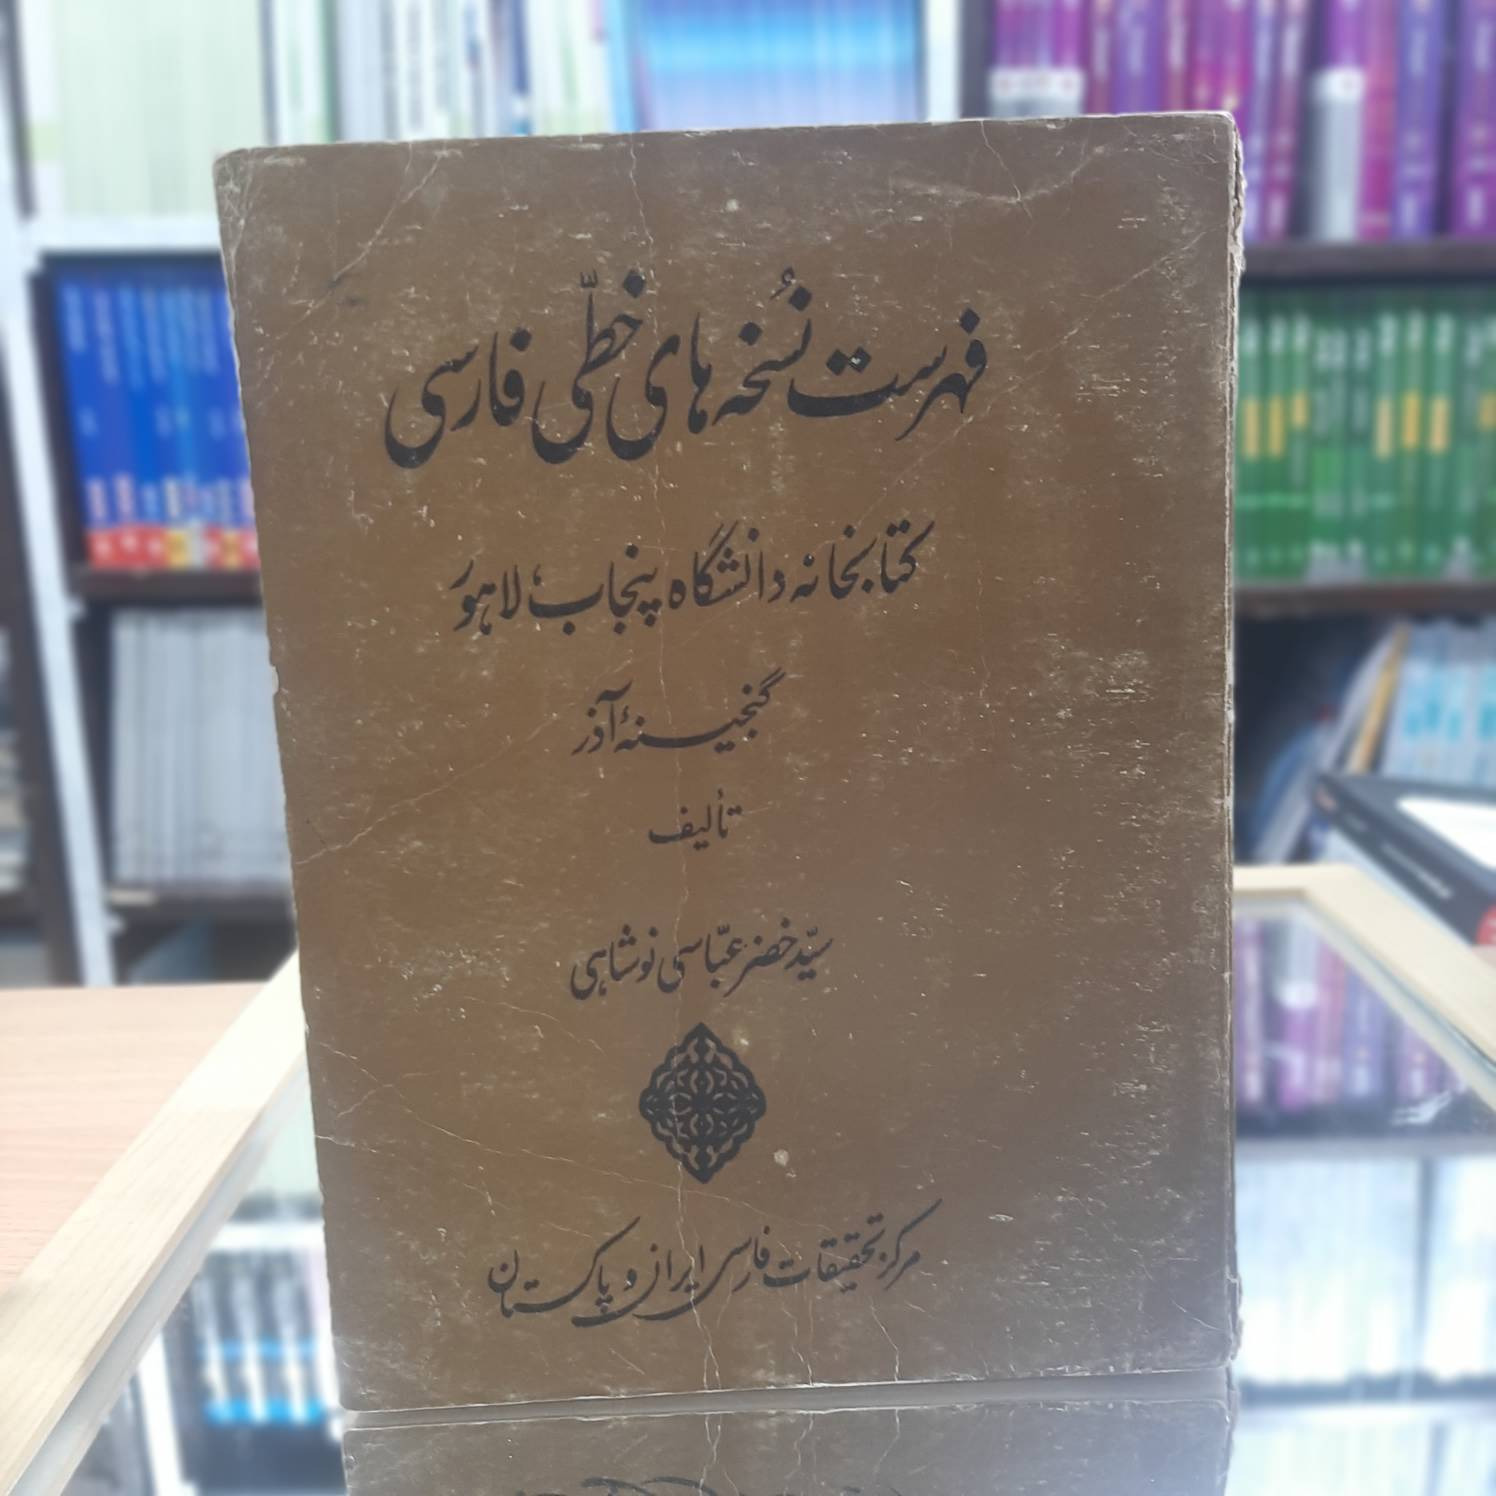 فهرست نُسخه های خطّی فارسی
کتابخانه دانشگاه پنجاب، لاهور
گنجینهٔ آذر
تألیف
سیّد خضر عبّاسی نوشاهی
مرکز تحقیقات فارسی ایران و پاکستان